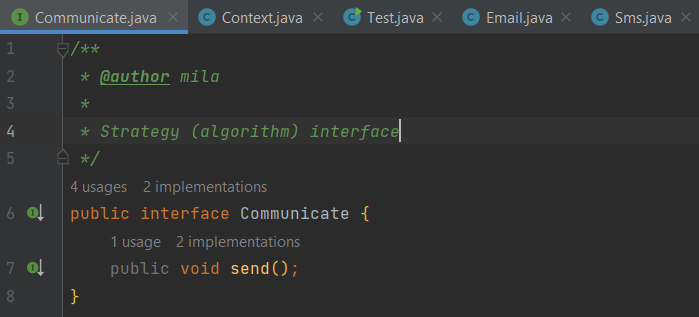 Communicate.java Context.java Test.java Email.java Sms.java
1 /**
2 * @author mila
3 *
4 * Strategy (algorithm) interface
5 */
4 usages 2 implementations
6 public interface Communicate {
1 usage 2 implementations
7 public void send();
8 }